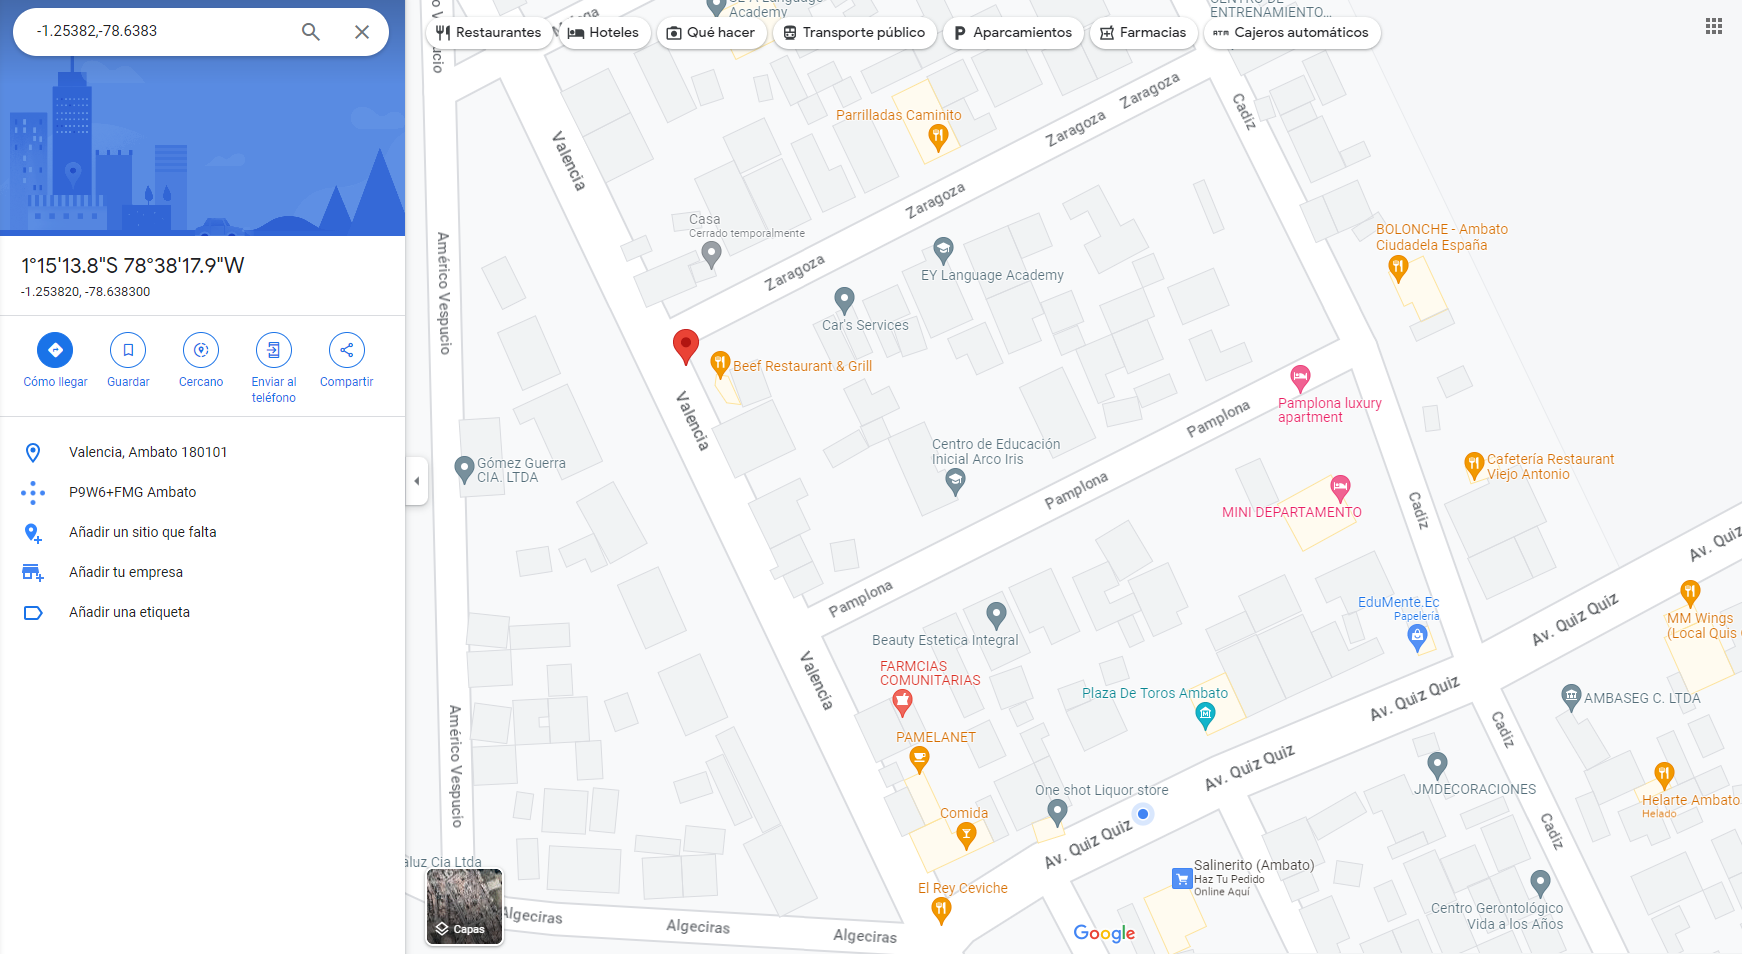 -1.25382,-78.6383
1°15'13.8"S 78°38'17.9"W
-1.253820, -78.638300
Cómo llegar
Guardar
Cercano
Enviar al
teléfono
Compartir
Valencia, Ambato 180101
P9W6+FMG Ambato
Añadir un sitio que falta
Añadir tu empresa
Añadir una etiqueta
Academy
CENTRO DE
ENTRENAMIENTO...
Restaurantes
Hoteles
Qué hacer
Transporte público
Aparcamientos
Farmacias
ATM
Cajeros automáticos
Zaragoza
Zaragoza
Cadiz
Parrilladas Caminito
Valencia
Zaragoza
Casa
Cerrado temporalmente
BOLONCHE - Ambato
Ciudadela España
Américo Vespucio
Zaragoza
EY Language Academy
Car's Services
Beef Restaurant & Grill
Valencia
Pamplona luxury
apartment
Pamplona
Centro de Educación
Inicial Arco Iris
Gómez Guerra
CIA. LTDA
Cafetería Restaurant
Viejo Antonio
Pamplona
MINI DEPARTAMENTO
Cadiz
Av. Quiz
Pamplona
EduMente.Ec
Papelería
Av. Quiz Quiz
MM Wings
(Local Quis
Beauty Estetica Integral
FARMCIAS
COMUNITARIAS
Valencia
Plaza De Toros Ambato
Av. Quiz Quiz
AMBASEG C. LTDA
Cadiz
Américo Vespucio
PAMELANET
Av. Quiz Quiz
One shot Liquor store
JMDECORACIONES
Helarte Ambato
Helado
Comida
Av. Quiz Quiz
Cadiz
aluz Cia Ltda
Salinerito (Ambato)
Haz Tu Pedido
Online Aquí
El Rey Ceviche
Centro Gerontológico
Vida a los Años
Capas
Algeciras
Algeciras
Algeciras
Google